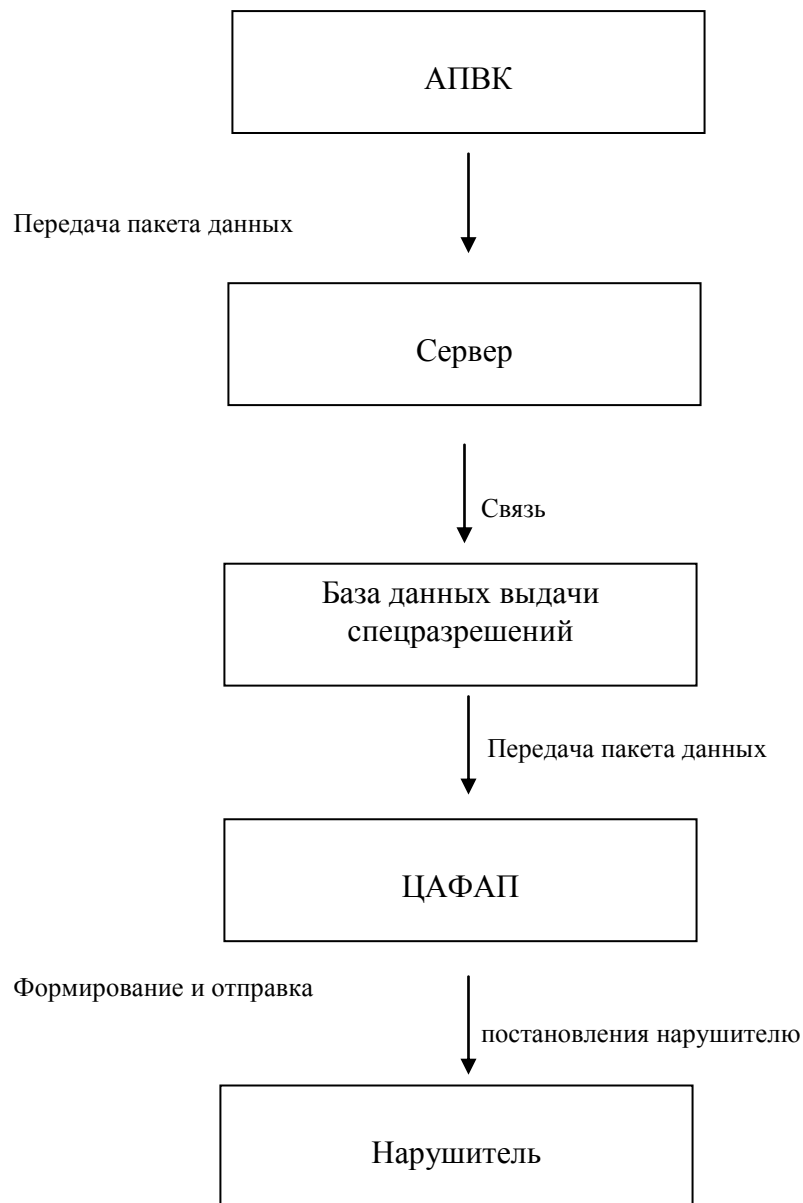 АПВК
Передача пакета данных
Сервер
Связь
База данных выдачи
спецразрешений
Передача пакета данных
ЦАФАП
Формирование и отправка
постановления нарушителю
Нарушитель